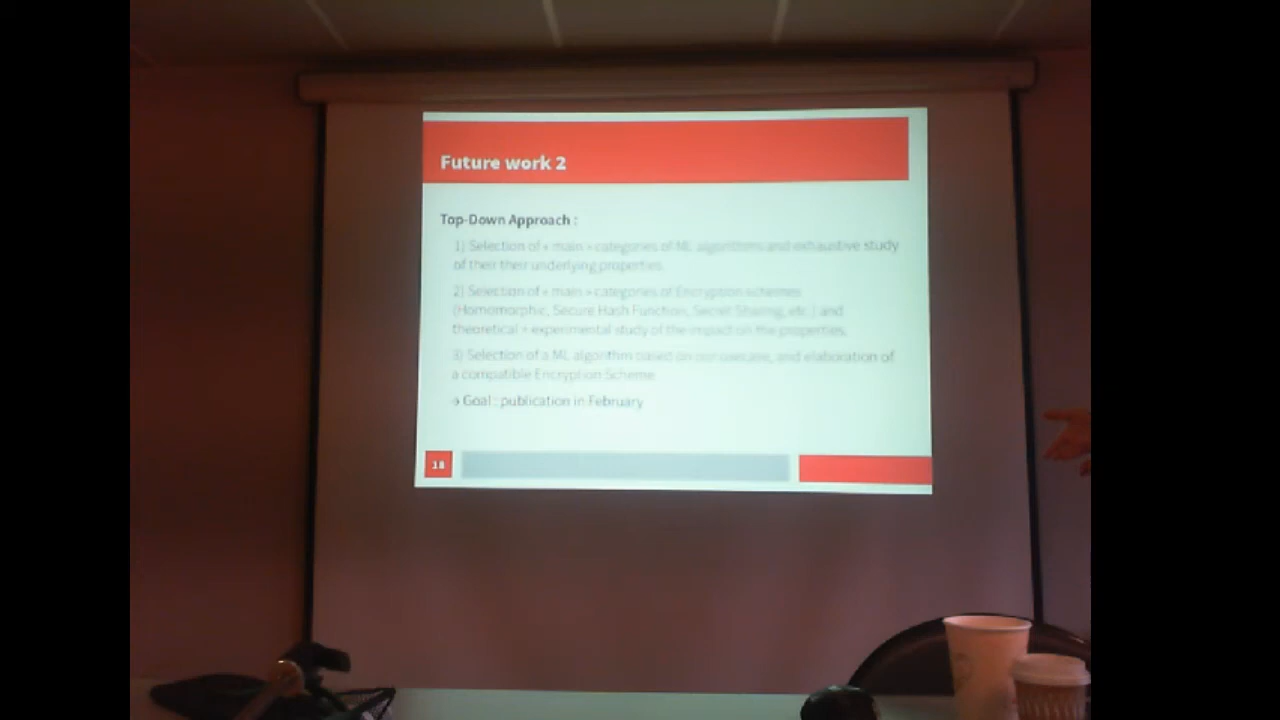 Future work 2
Top-Down Approach :
1) Selection of « main » categories of ML algorithms and exhaustive study
of their their underlying properties.
2) Selection of « main » categories of Encryption schemes
(Homomorphic, Secure Hash Function, Secret Sharing, etc.) and
theoretical + experimental study of the impact on the properties.
3) Selection of a ML algorithm based on our usecase, and elaboration of
a compatible Encryption Scheme
→ Goal : publication in February
18